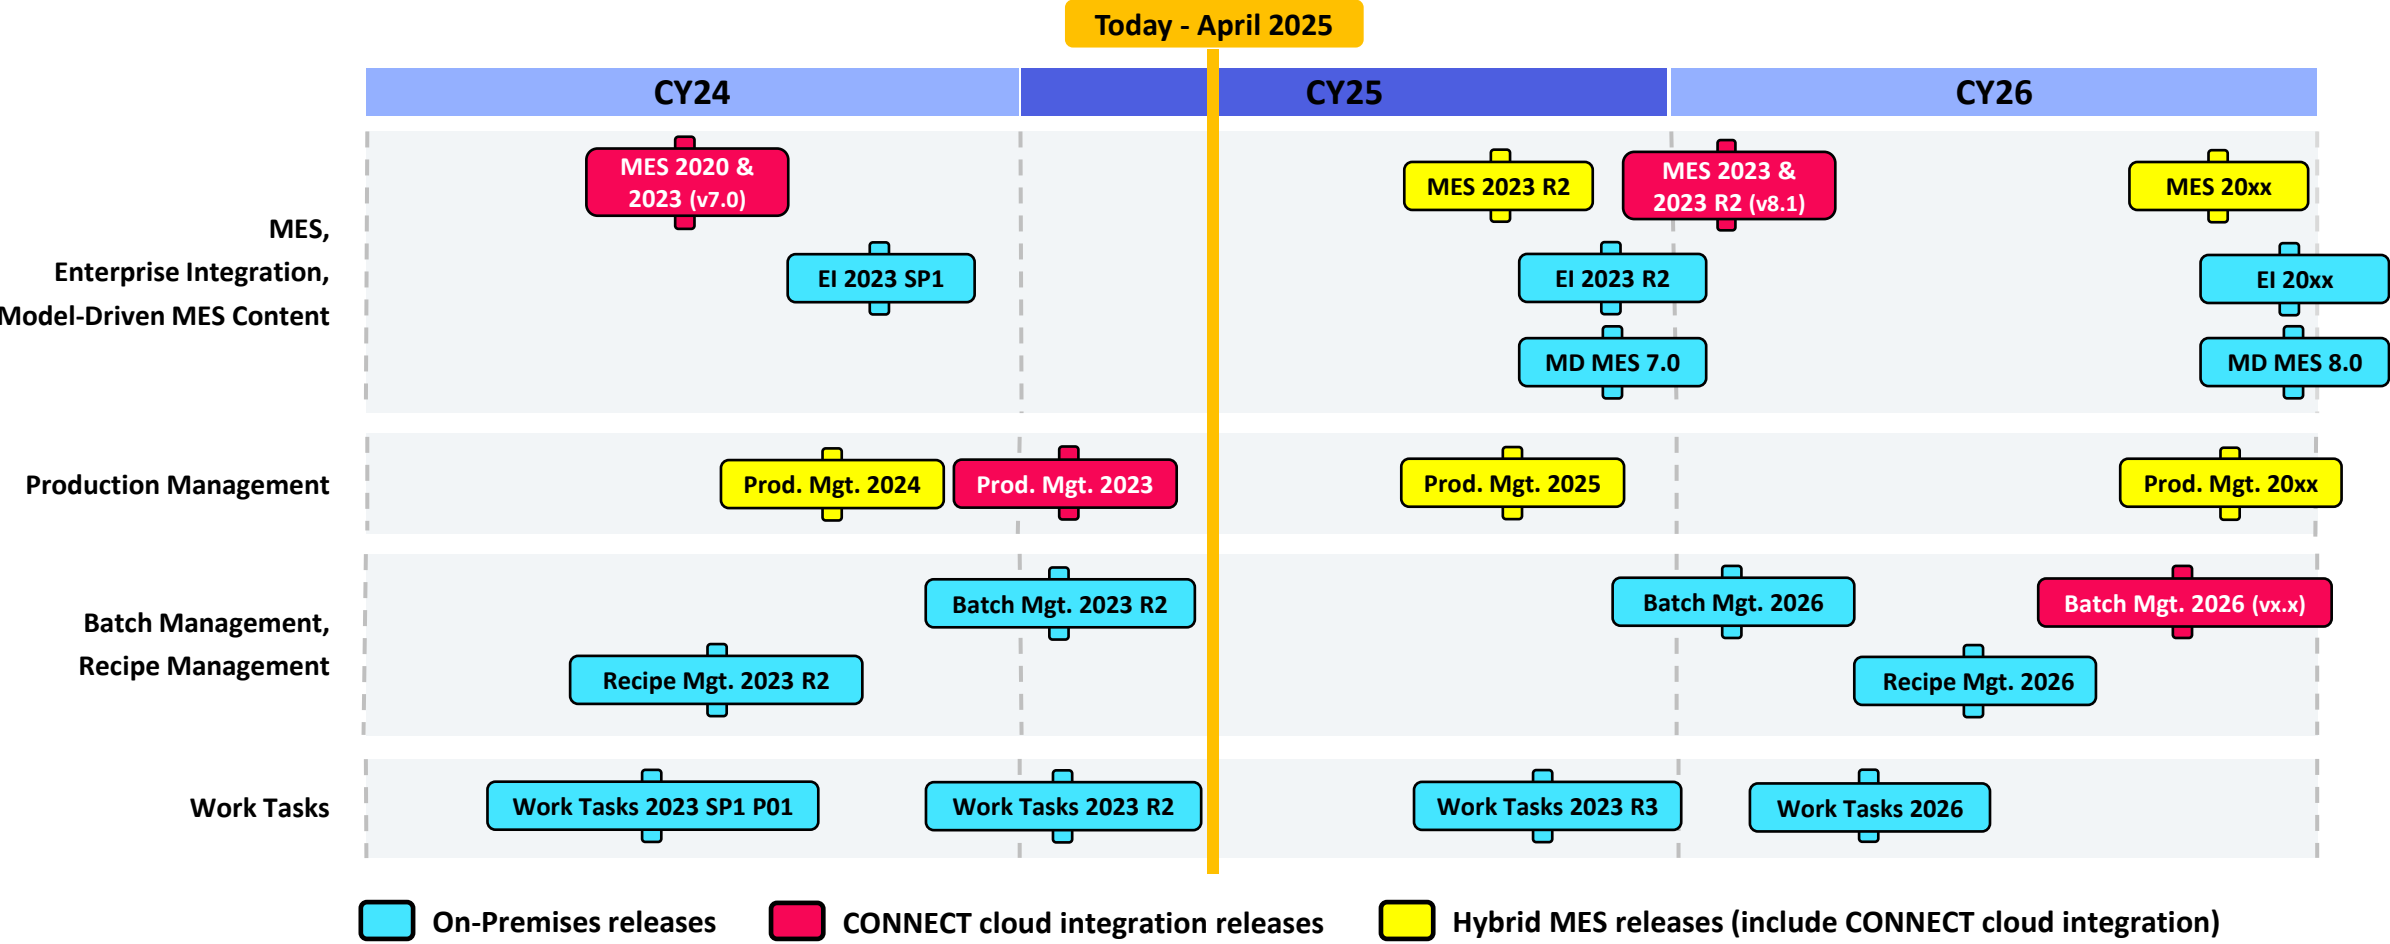 Today - April 2025
CY24
CY25
CY26
MES,
Enterprise Integration,
Model-Driven MES Content
MES 2020 &
2023 (v7.0)
MES 2023 R2
MES 2023 &
2023 R2 (v8.1)
MES 20xx
EI 2023 SP1
EI 2023 R2
EI 20xx
MD MES 7.0
MD MES 8.0
Production Management
Prod. Mgt. 2024
Prod. Mgt. 2023
Prod. Mgt. 2025
Prod. Mgt. 20xx
Batch Management,
Recipe Management
Batch Mgt. 2023 R2
Batch Mgt. 2026
Batch Mgt. 2026 (vx.x)
Recipe Mgt. 2023 R2
Recipe Mgt. 2026
Work Tasks
Work Tasks 2023 SP1 P01
Work Tasks 2023 R2
Work Tasks 2023 R3
Work Tasks 2026
On-Premises releases
CONNECT cloud integration releases
Hybrid MES releases (include CONNECT cloud integration)